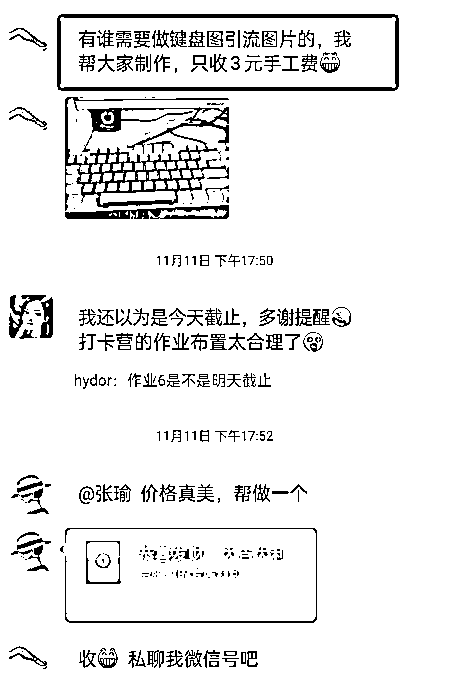 有谁需要做键盘图引流图片的，我
帮大家制作，只收3元手工费😁
11月11日 下午17:50
我还以为是今天截止，多谢提醒
打卡营的作业布置太合理了
hydor：作业6是不是明天截止
11月11日 下午17:52
@张瑜 价格真美，帮做一个
收😁 私聊我微信号吧